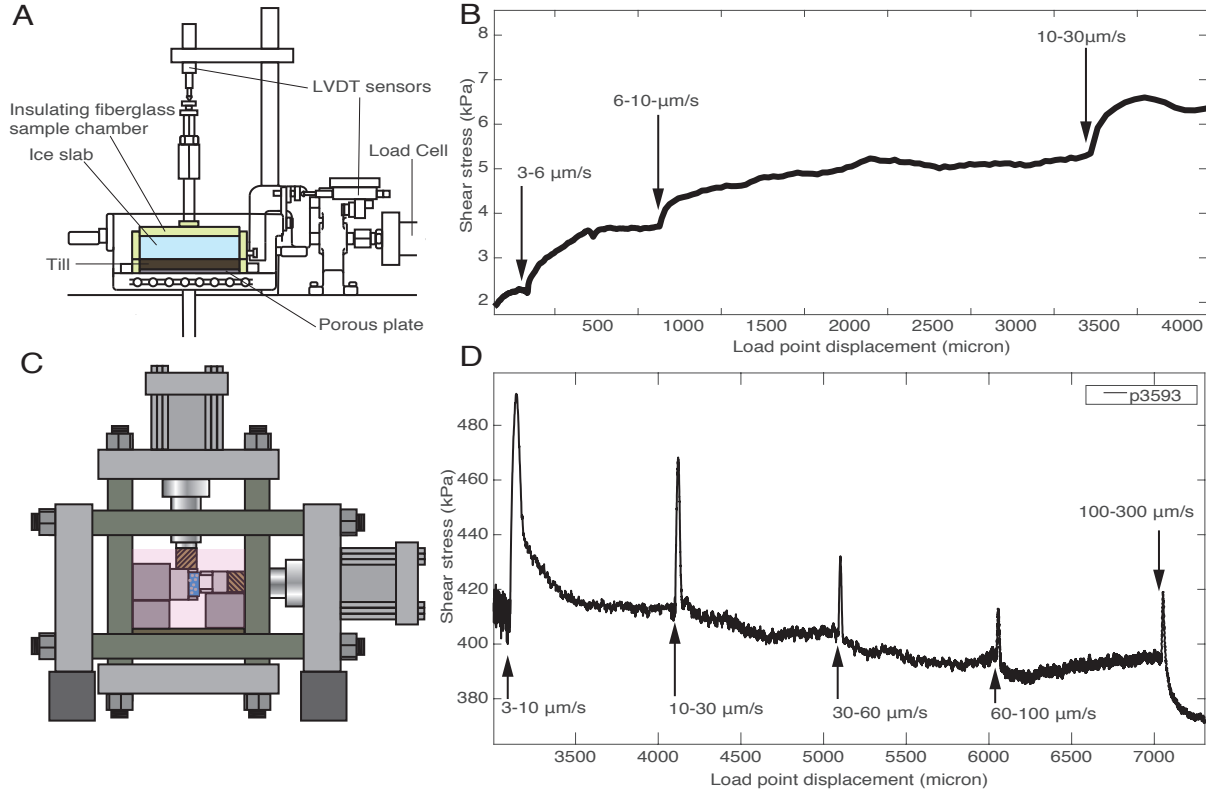 A
LVDT sensors
Insulating fiberglass
sample chamber
Ice slab
Load Cell
Till
Porous plate
B
Shear stress (kPa)
8
7
6
5
4
3
2
3-6 μm/s
6-10-μm/s
10-30μm/s
500 1000 1500 2000 2500 3000 3500 4000
Load point displacement (micron)
C
D
p3593
Shear stress (kPa)
480
460
440
420
400
380
3-10 μm/s
10-30 μm/s
30-60 μm/s
60-100 μm/s
100-300 μm/s
3500 4000 4500 5000 5500 6000 6500 7000
Load point displacement (micron)